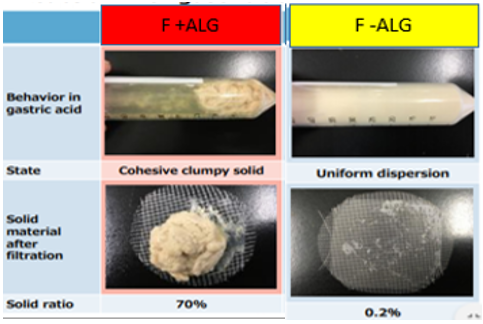 F +ALG
F -ALG
Behavior in
gastric acid
State
Cohesive clumpy solid
Uniform dispersion
Solid
material
after
filtration
Solid ratio
70%
0.2%